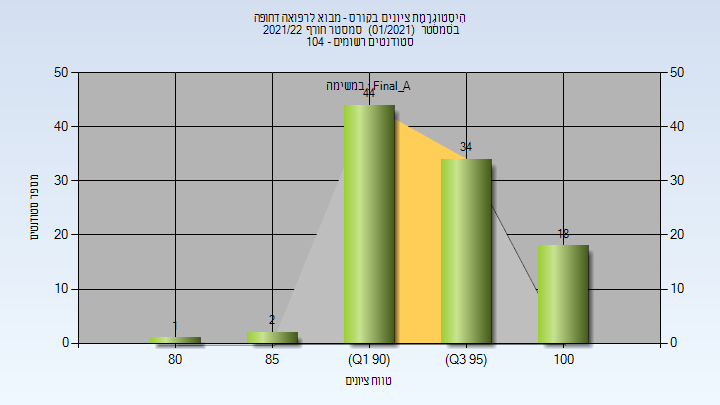 היסטוגרמת ציונים בקורס - מבוא לרפואה דחופה
בסמסטר (01/2021) סמסטר חורף 2021/22
סטודנטים רשומים - 104
במשימה : Final_A
50
40
30
20
10
0
50
40
30
20
10
0
1
2
44
34
18
80
85
(Q1 90)
(Q3 95)
100
מספר סטודנטים
טווח ציונים